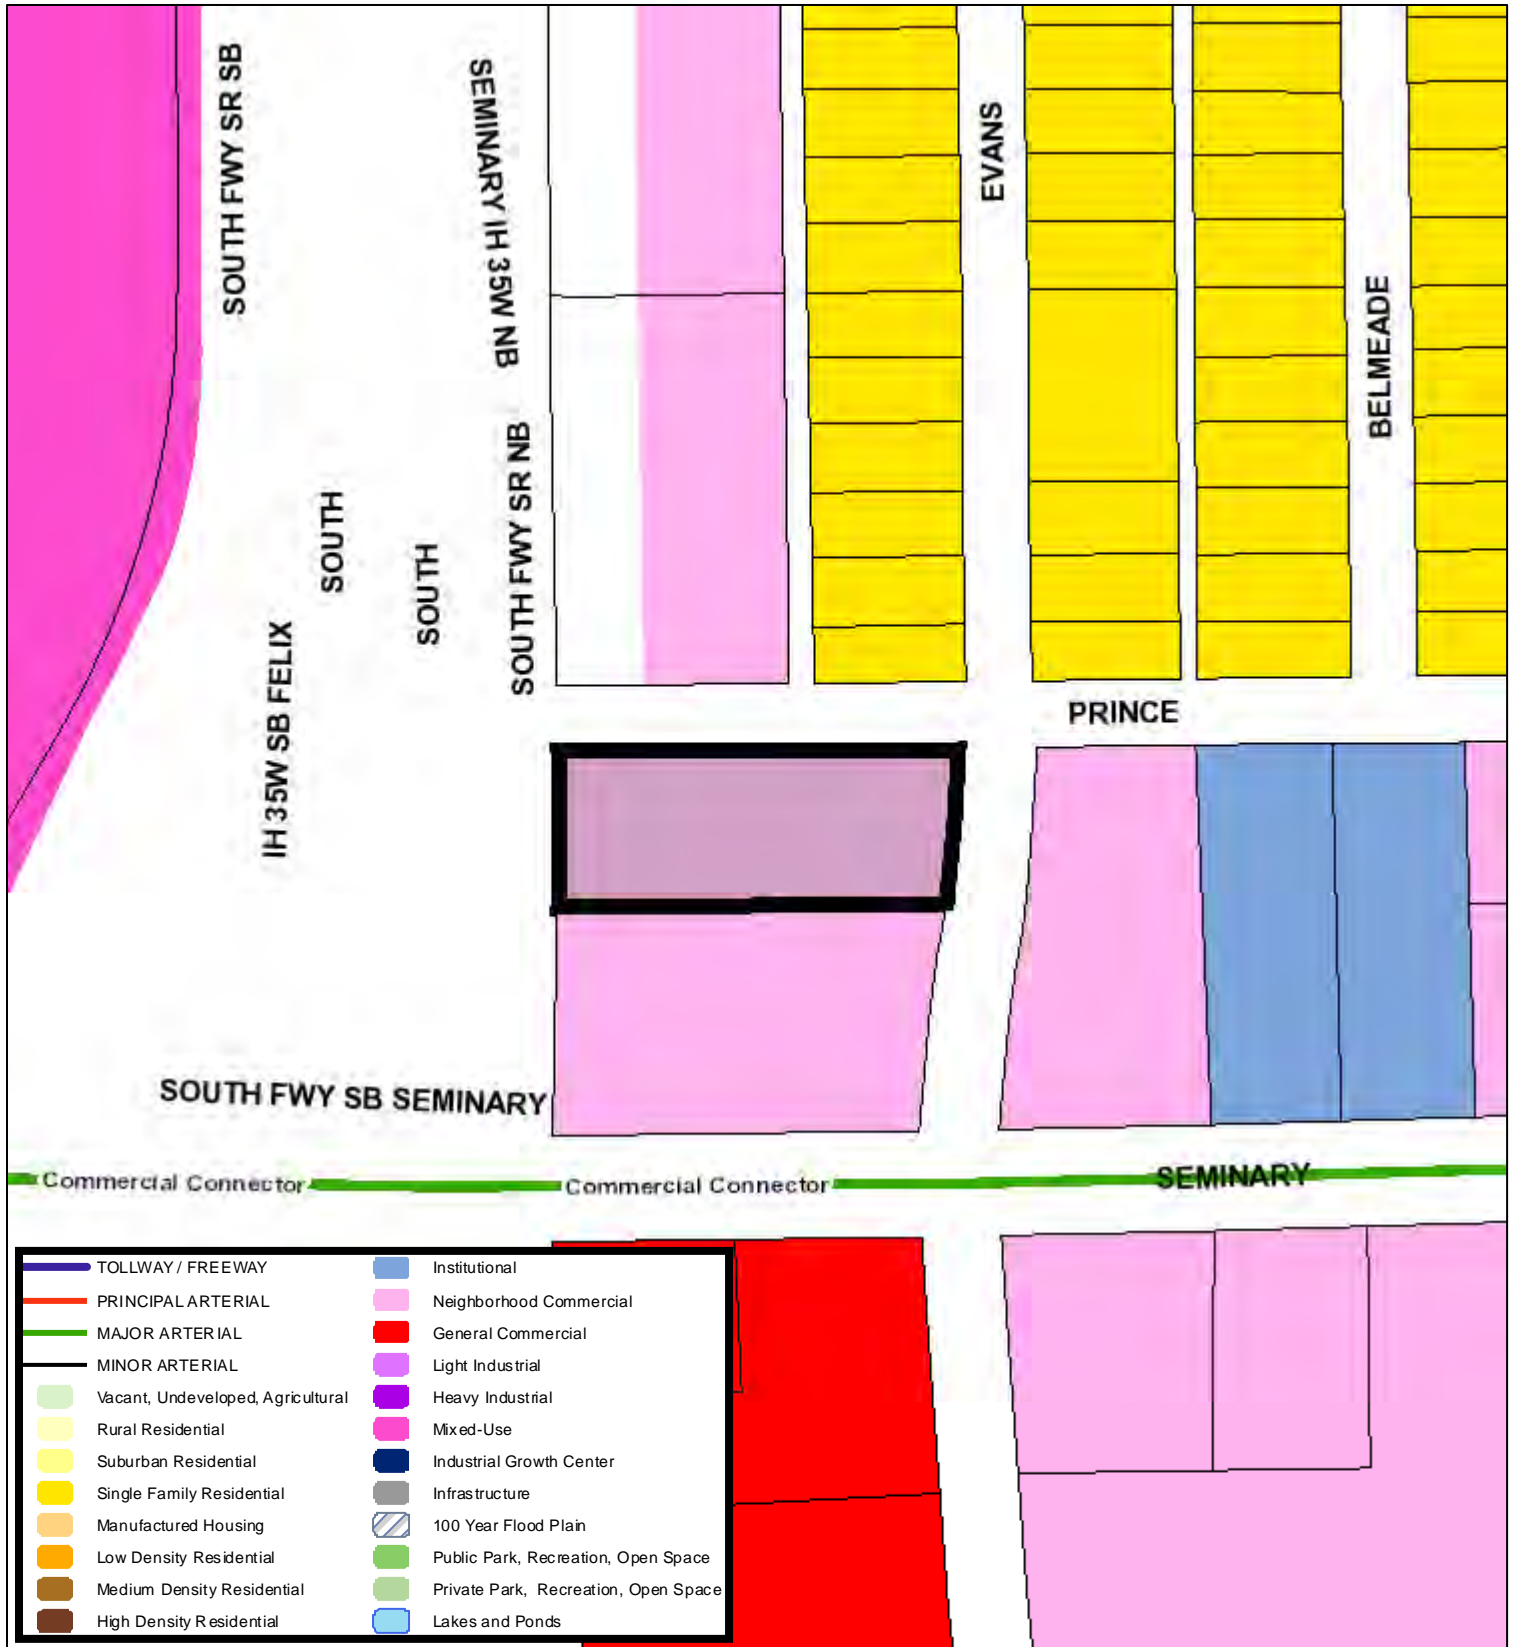 SOUTH FWY SR SB
SEMINARY IH 35W NB
EVANS
BELMEADE
SOUTH FWY SR NB
SOUTH
SOUTH
IH 35W SB FELIX
PRINCE
SOUTH FWY SB SEMINARY
Commercial Connector
Commercial Connector
SEMINARY
TOLLWAY / FREEWAY
PRINCIPAL ARTERIAL
MAJOR ARTERIAL
MINOR ARTERIAL
Vacant, Undeveloped, Agricultural
Rural Residential
Suburban Residential
Single Family Residential
Manufactured Housing
Low Density Residential
Medium Density Residential
High Density Residential
Institutional
Neighborhood Commercial
General Commercial
Light Industrial
Heavy Industrial
Mixed-Use
Industrial Growth Center
Infrastructure
100 Year Flood Plain
Public Park, Recreation, Open Space
Private Park, Recreation, Open Space
Lakes and Ponds